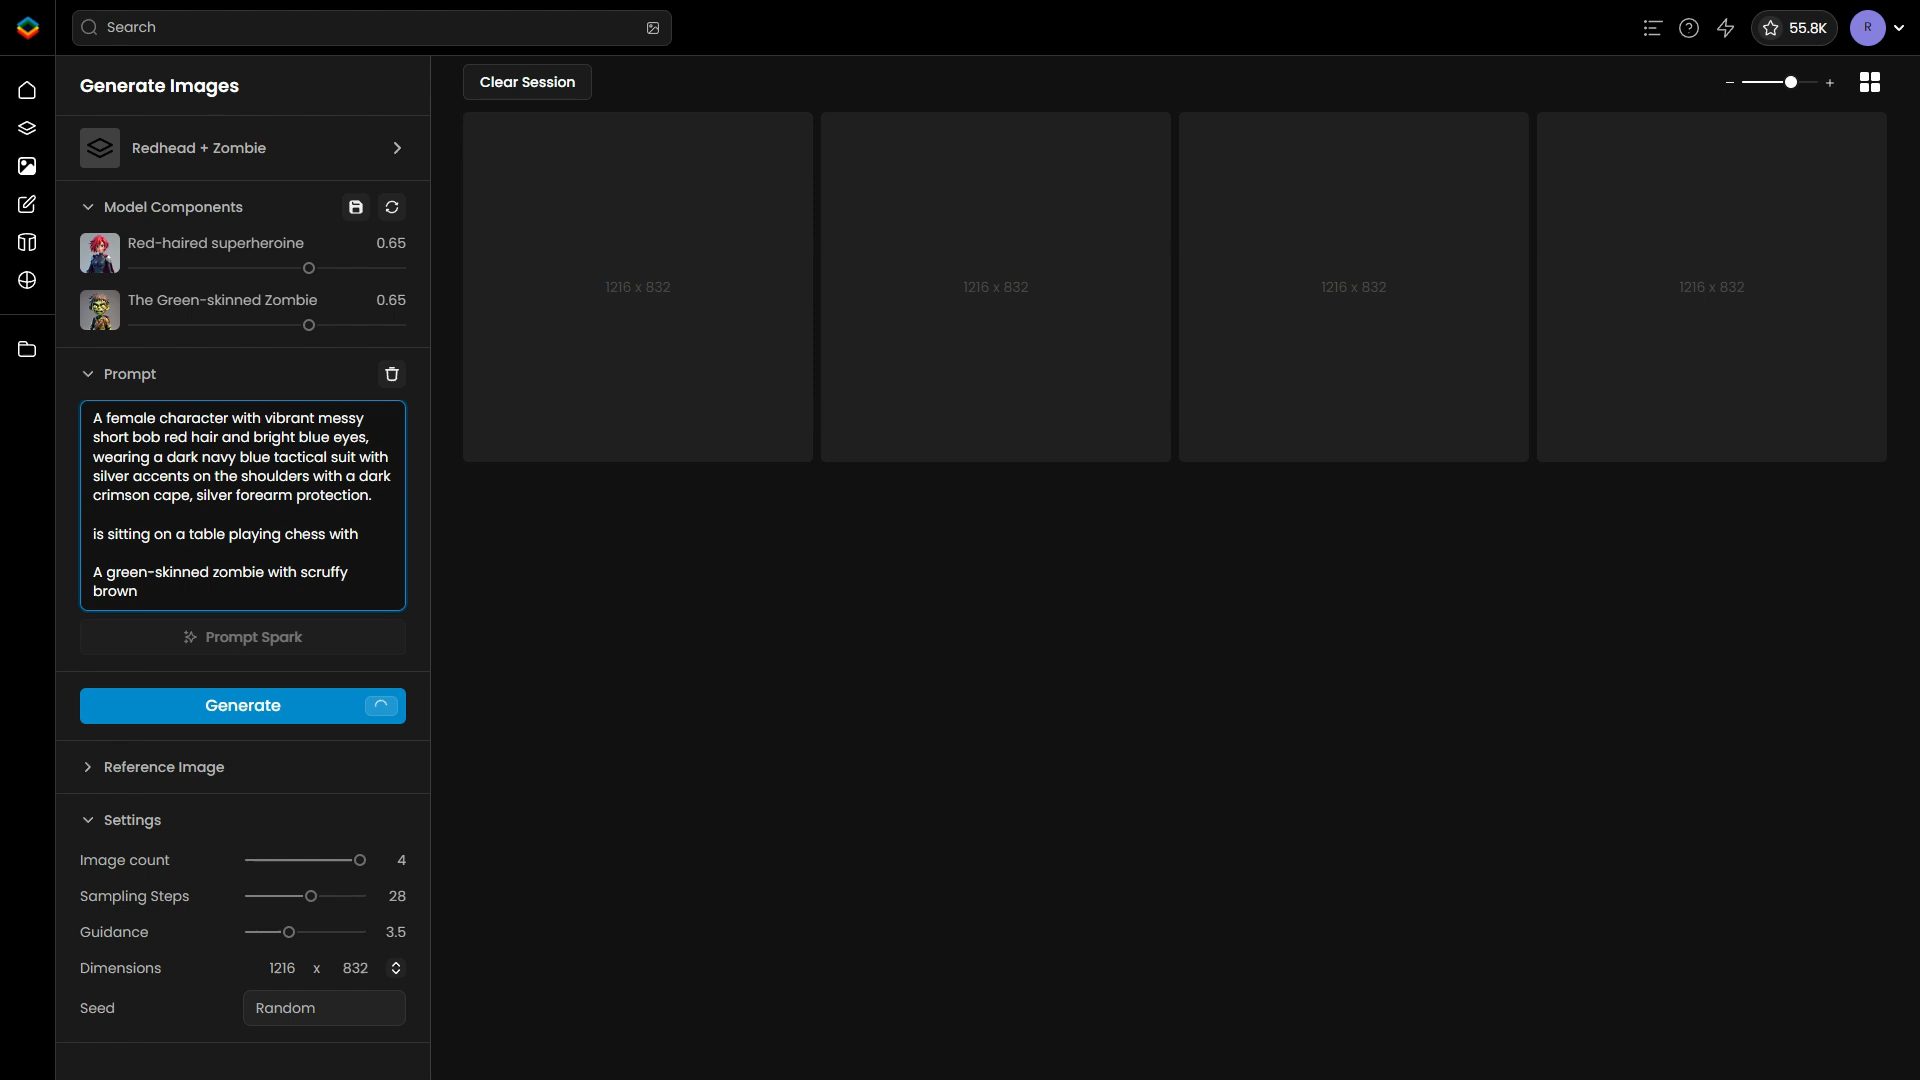 Search
55.8K
R
Generate Images
Clear Session
Redhead + Zombie
Model Components
Red-haired superheroine 0.65
The Green-skinned Zombie 0.65
Prompt
A female character with vibrant messy
short bob red hair and bright blue eyes,
wearing a dark navy blue tactical suit with
silver accents on the shoulders with a dark
crimson cape, silver forearm protection.
is sitting on a table playing chess with
A green-skinned zombie with scruffy
brown
Prompt Spark
Generate
Reference Image
Settings
Image count 4
Sampling Steps 28
Guidance 3.5
Dimensions 1216 x 832
Seed Random
1216 x 832
1216 x 832
1216 x 832
1216 x 832